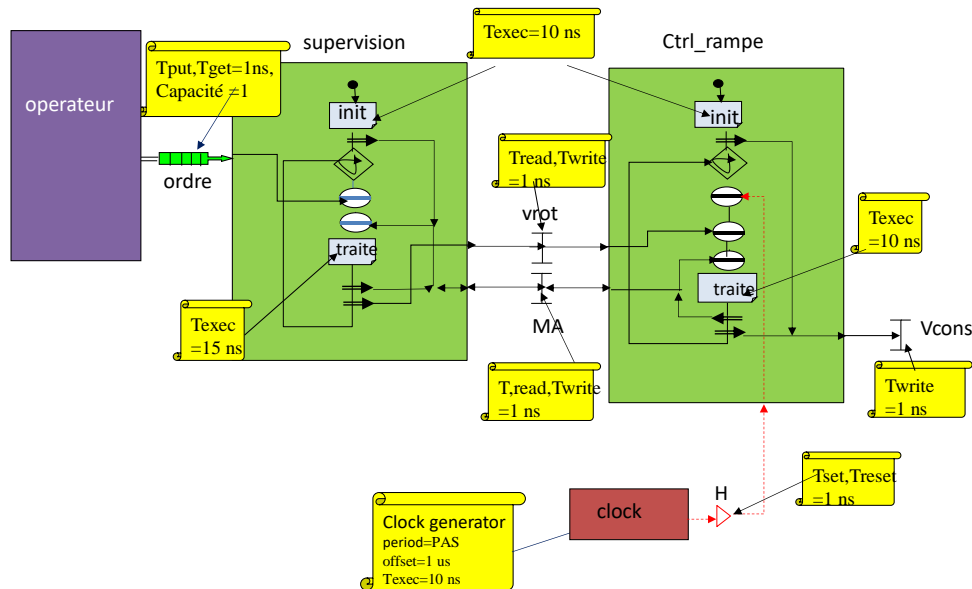 supervision
Texec=10 ns
Ctrl_rampe
operateur
Tput,Tget=1ns,
Capacité =1
ordre
init
traite
Texec
=15 ns
Tread,Twrite
=1 ns
vrot
MA
T,read,Twrite
=1 ns
init
traite
Texec
=10 ns
Vcons
Twrite
=1 ns
Tset,Treset
=1 ns
H
clock
Clock generator
period=PAS
offset=1 us
Texec=10 ns